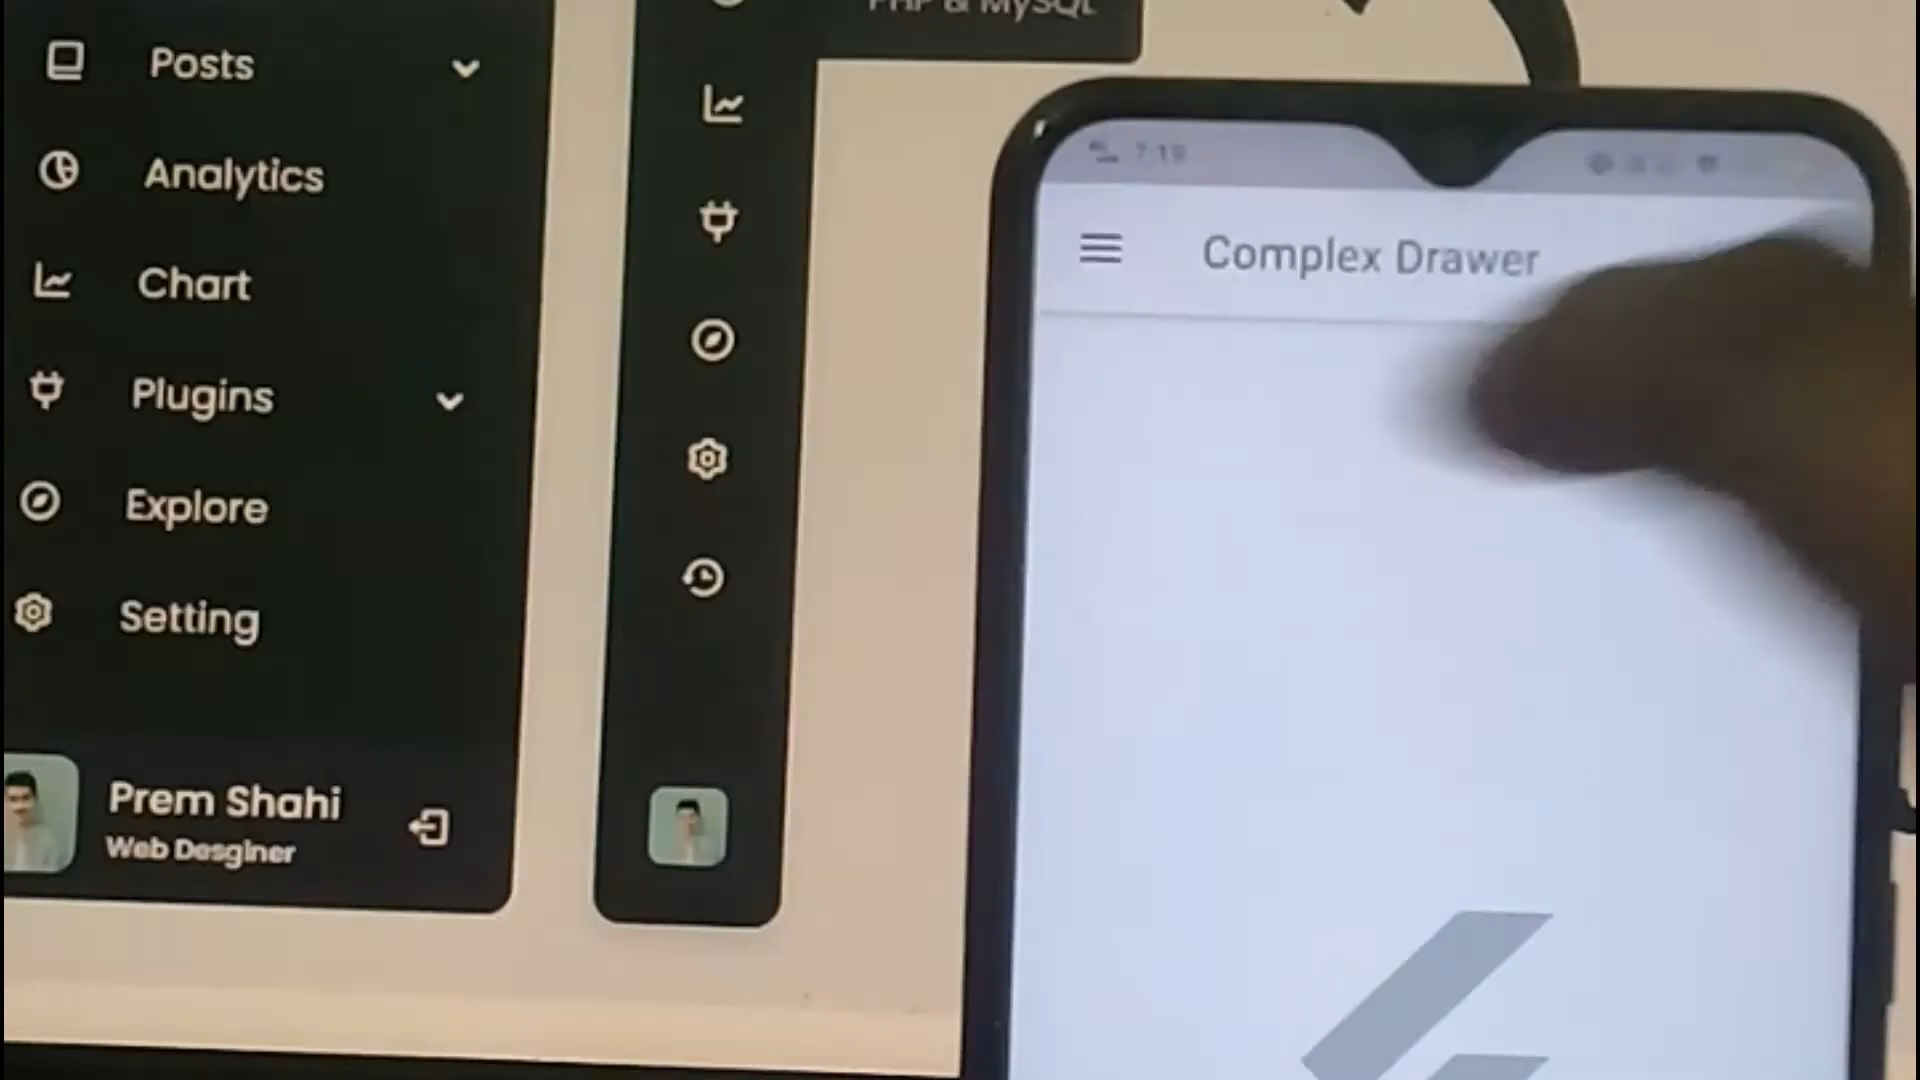 Posts
Analytics
Chart
Plugins
Explore
Setting
Prem Shahi
Web Desginer
PHP & MySQL
7:19
Complex Drawer